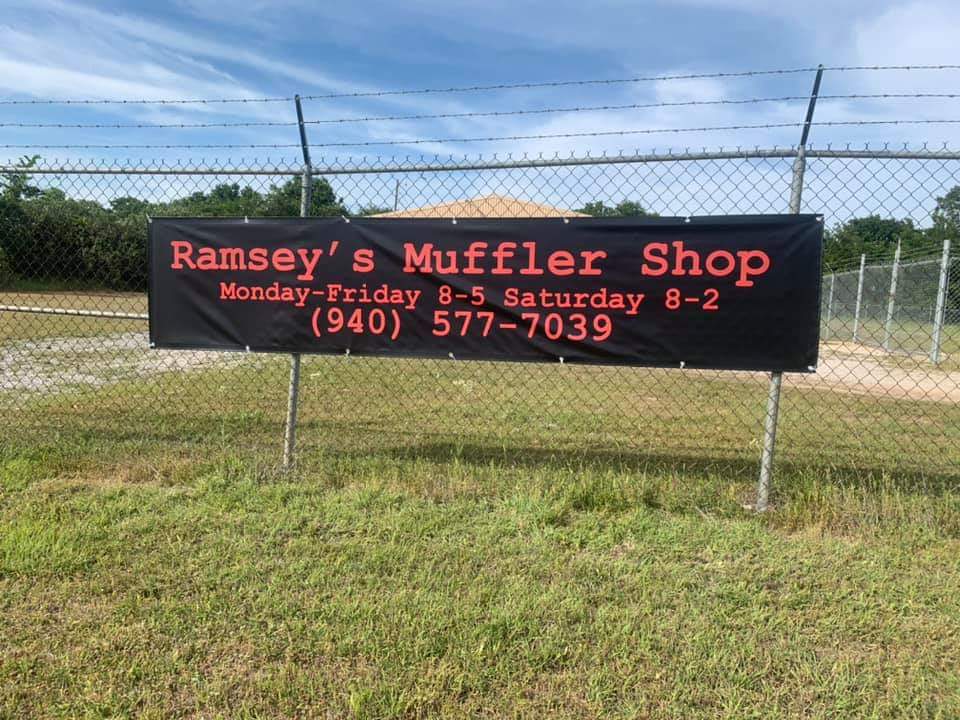 Ramsey's Muffler Shop
Monday-Friday 8-5 Saturday 8-2
(940) 577-7039